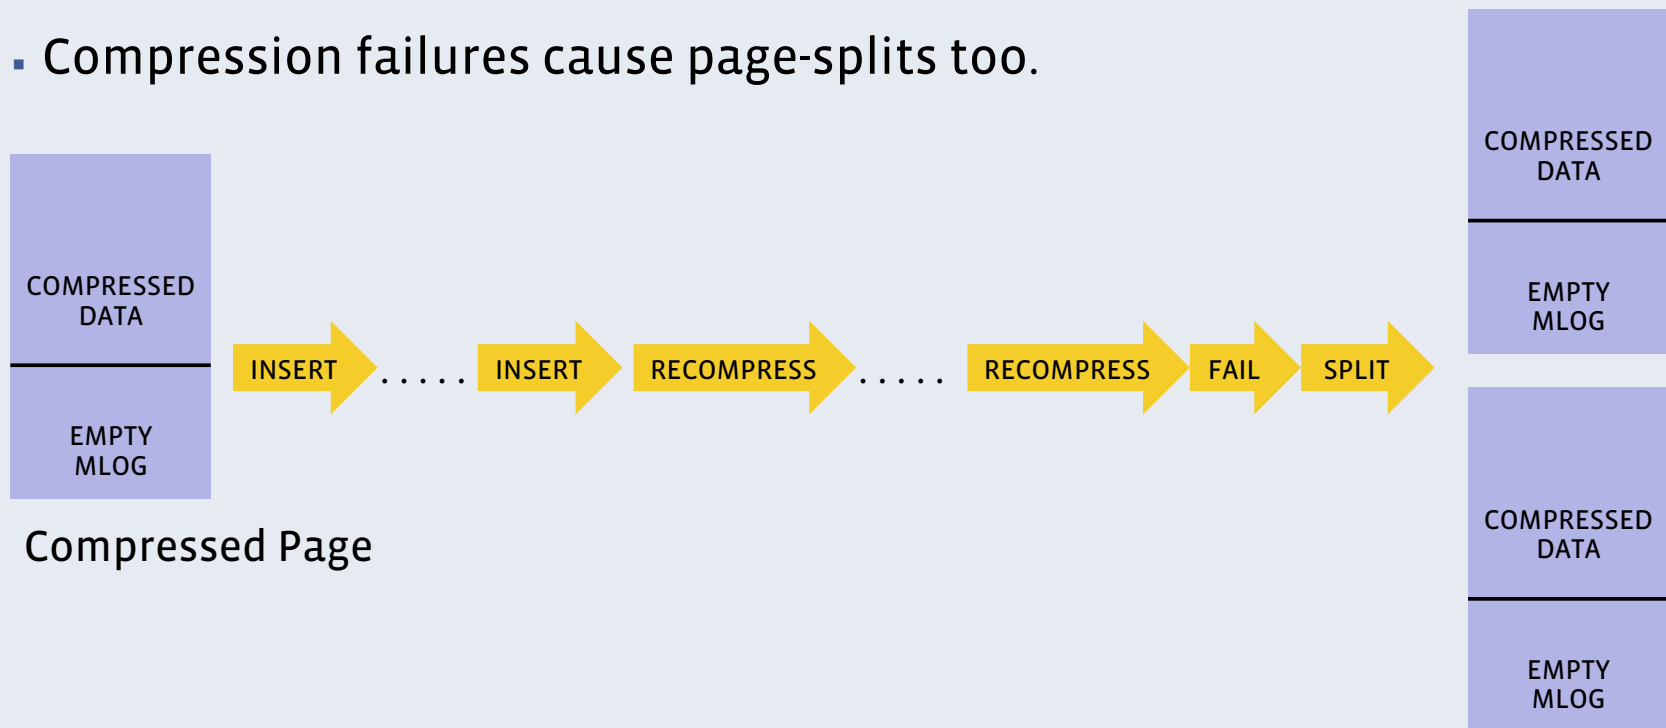 ▪ Compression failures cause page-splits too.
COMPRESSED
DATA
EMPTY
MLOG
Compressed Page
INSERT
.....
INSERT
RECOMPRESS
.....
RECOMPRESS
FAIL
SPLIT
COMPRESSED
DATA
EMPTY
MLOG
COMPRESSED
DATA
EMPTY
MLOG